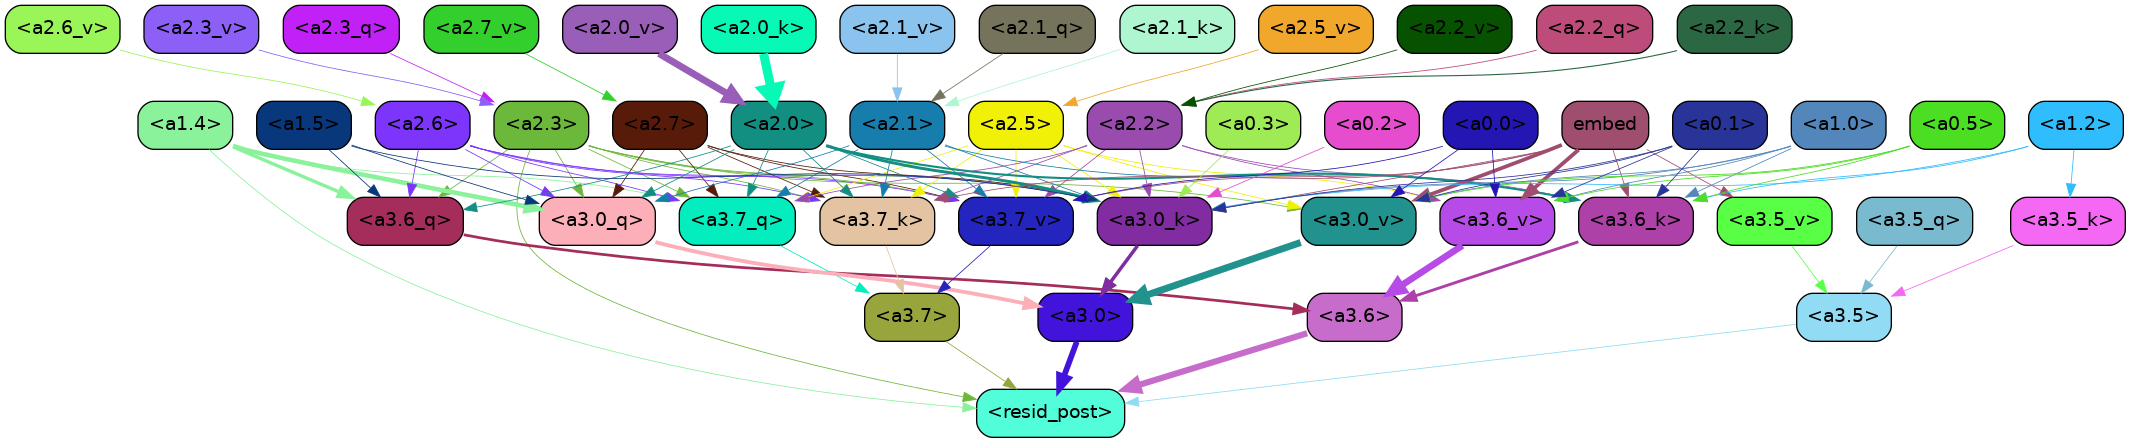 <a2.6_v> <a2.3_v> <a2.3_q> <a2.7_v> <a2.0_v> <a2.0_k> <a2.1_v> <a2.1_q> <a2.1_k> <a2.5_v> <a2.2_v> <a2.2_q> <a2.2_k>
<a1.4> <a1.5> <a2.6> <a2.3> <a2.7> <a2.0> <a2.1> <a2.5> <a2.2> <a0.3> <a0.2> <a0.0> embed <a0.1> <a1.0> <a0.5> <a1.2>
<a3.6_q> <a3.0_q> <a3.7_q> <a3.7_k> <a3.7_v> <a3.0_k> <a3.0_v> <a3.6_v> <a3.6_k> <a3.5_v> <a3.5_q> <a3.5_k>
<a3.7> <a3.0> <a3.6> <a3.5>
<resid_post>